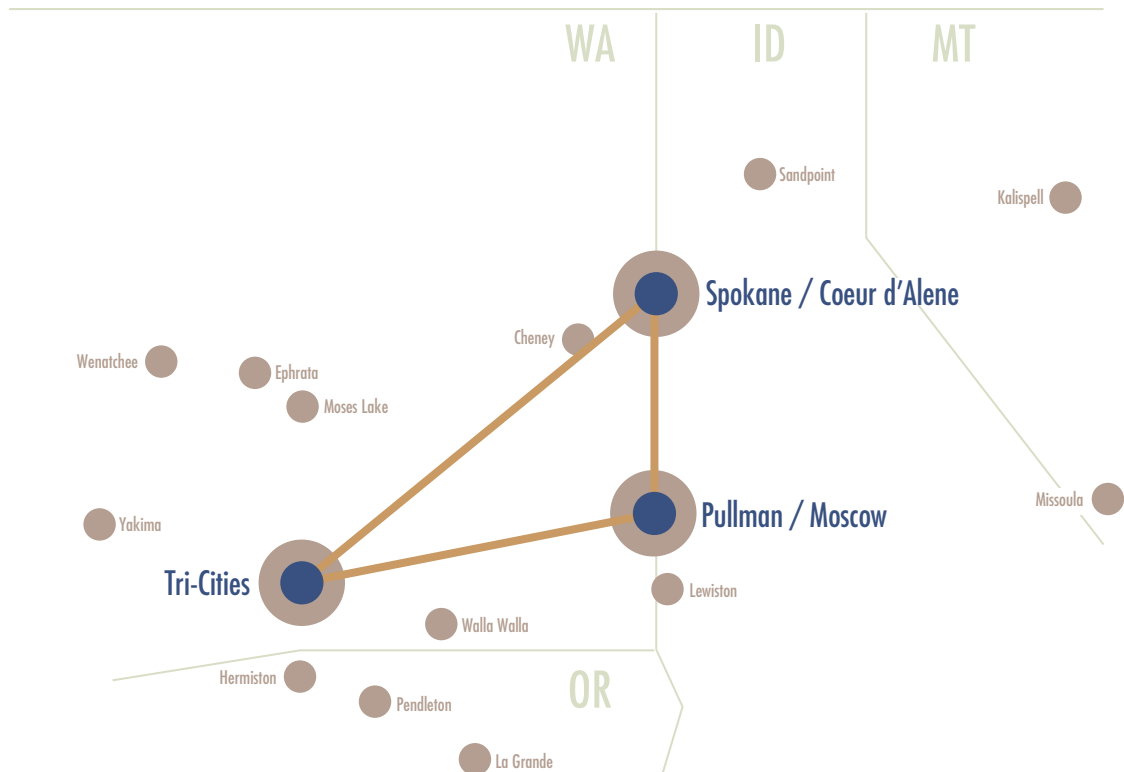 WA
ID
MT
Sandpoint
Kalispell
Spokane / Coeur d’Alene
Cheney
Wenatchee
Ephrata
Moses Lake
Missoula
Pullman / Moscow
Yakima
Tri-Cities
Lewiston
Walla Walla
Hermiston
OR
Pendleton
La Grande